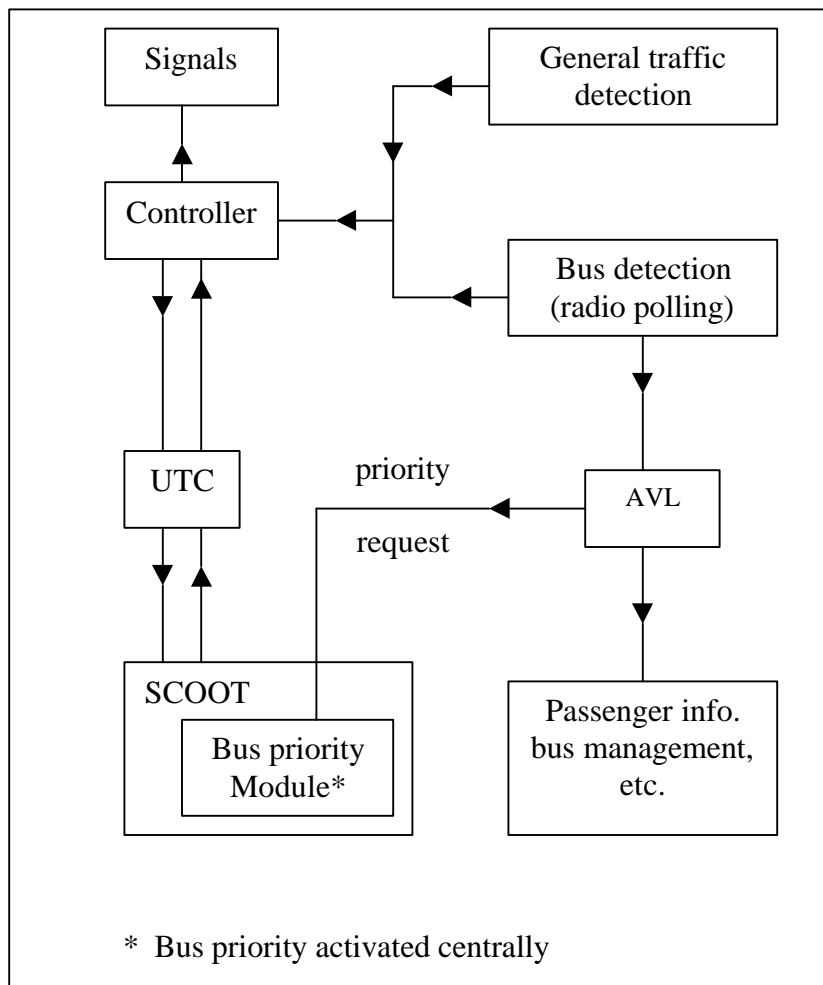 Signals
General traffic
detection
Controller
Bus detection
(radio polling)
UTC
priority
request
AVL
SCOOT
Bus priority
Module*
Passenger info.
bus management,
etc.
* Bus priority activated centrally